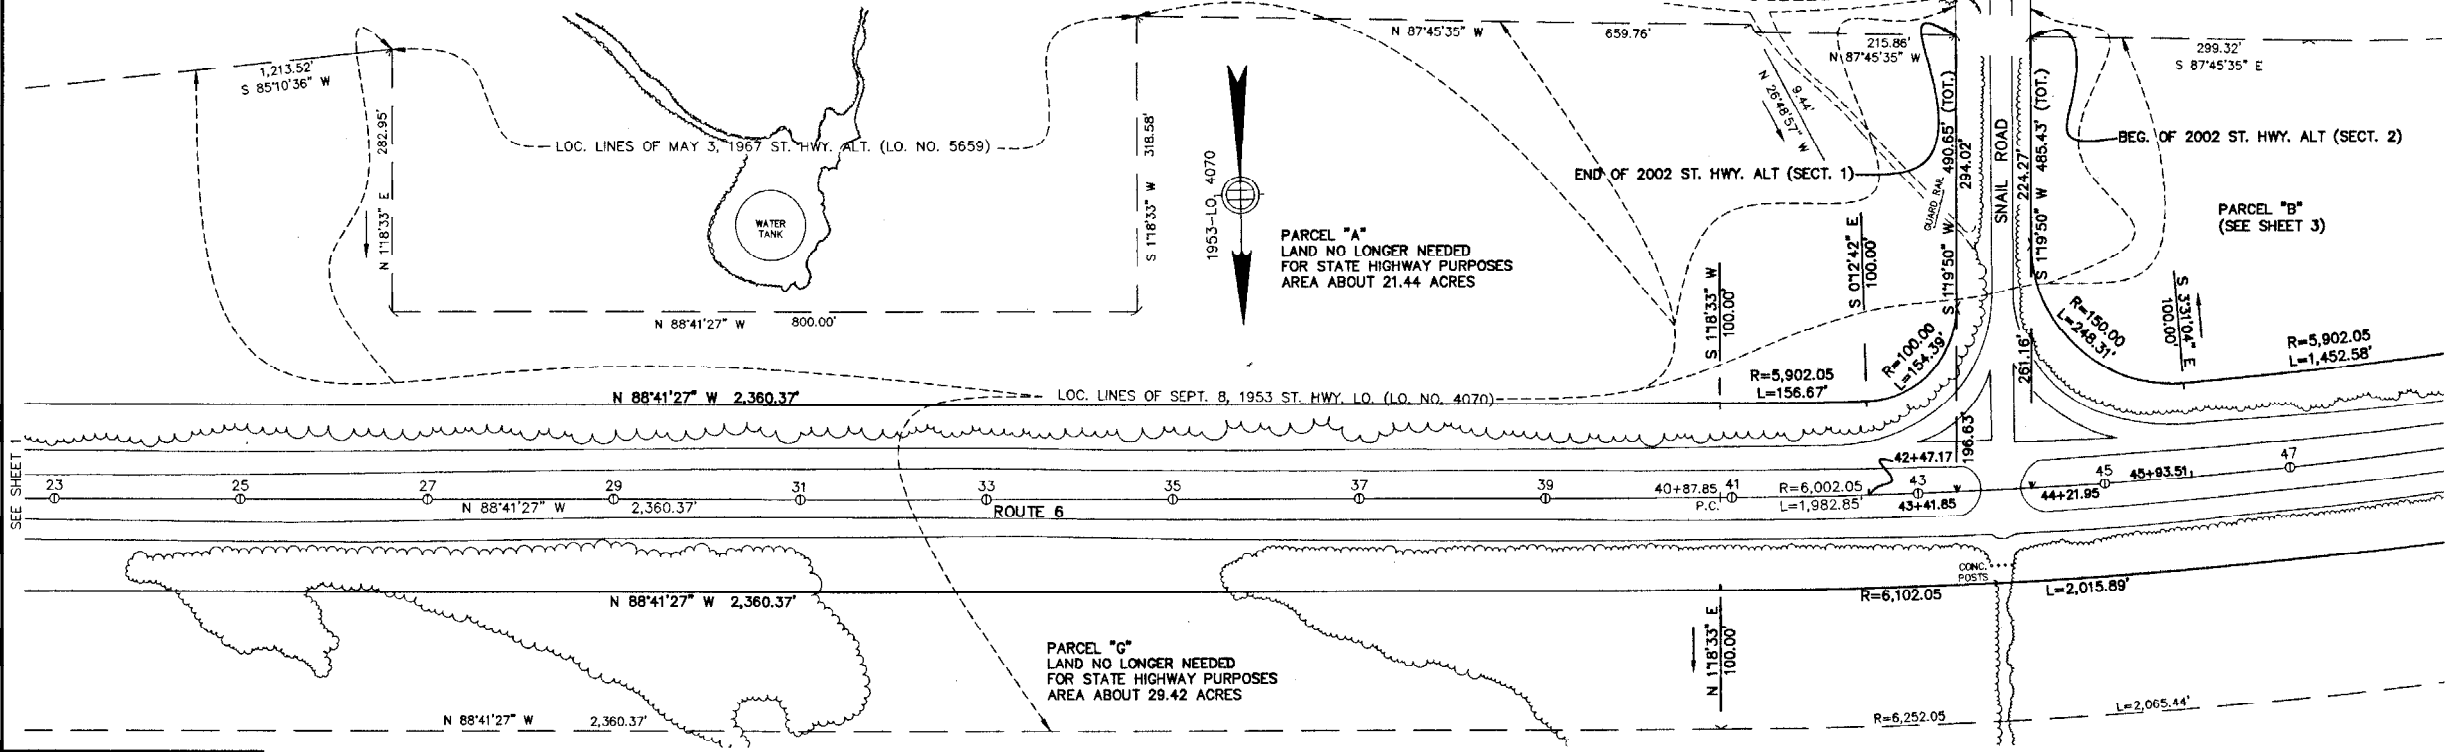 1,213.52'
S 85°10'36" W
282.95'
N 1°18'33" E
LOC. LINES OF MAY 3, 1967 ST. HWY. ALT. (LO. NO. 5659)
WATER
TANK
318.58'
S 1°18'33" W
N 88°41'27" W 800.00'
1953-LO. 4070
PARCEL "A"
LAND NO LONGER NEEDED
FOR STATE HIGHWAY PURPOSES
AREA ABOUT 21.44 ACRES
N 87°45'35" W 659.76'
215.86'
N 87°45'35" W
9.44'
N 26°48'57" W
END OF 2002 ST. HWY. ALT (SECT. 1)
GUARD RAIL
S 1°19'50" W 490.65' (TOT.)
294.02'
SNAIL ROAD
224.27'
S 1°19'50" W 485.43' (TOT.)
299.32'
S 87°45'35" E
BEG. OF 2002 ST. HWY. ALT (SECT. 2)
PARCEL "B"
(SEE SHEET 3)
S 1°18'33" W
100.00'
S 0°12'42" E
100.00'
R=100.00
L=154.39'
R=150.00
L=248.31'
S 3°31'04" E
100.00'
R=5,902.05
L=1,452.58'
R=5,902.05
L=156.67'
261.16'
196.63'
N 88°41'27" W 2,360.37'
LOC. LINES OF SEPT. 8, 1953 ST. HWY. LO. (LO. NO. 4070)
SEE SHEET 1
23
25
27
29
31
33
35
37
39
40+87.85
P.C.
41
R=6,002.05
L=1,982.85'
42+47.17
43
43+41.85
44+21.95
45
45+93.51
47
N 88°41'27" W 2,360.37'
ROUTE 6
CONC.
POSTS
N 88°41'27" W 2,360.37'
R=6,102.05
L=2,015.89'
PARCEL "G"
LAND NO LONGER NEEDED
FOR STATE HIGHWAY PURPOSES
AREA ABOUT 29.42 ACRES
N 1°18'33" E
100.00'
N 88°41'27" W 2,360.37'
R=6,252.05
L=2,065.44'